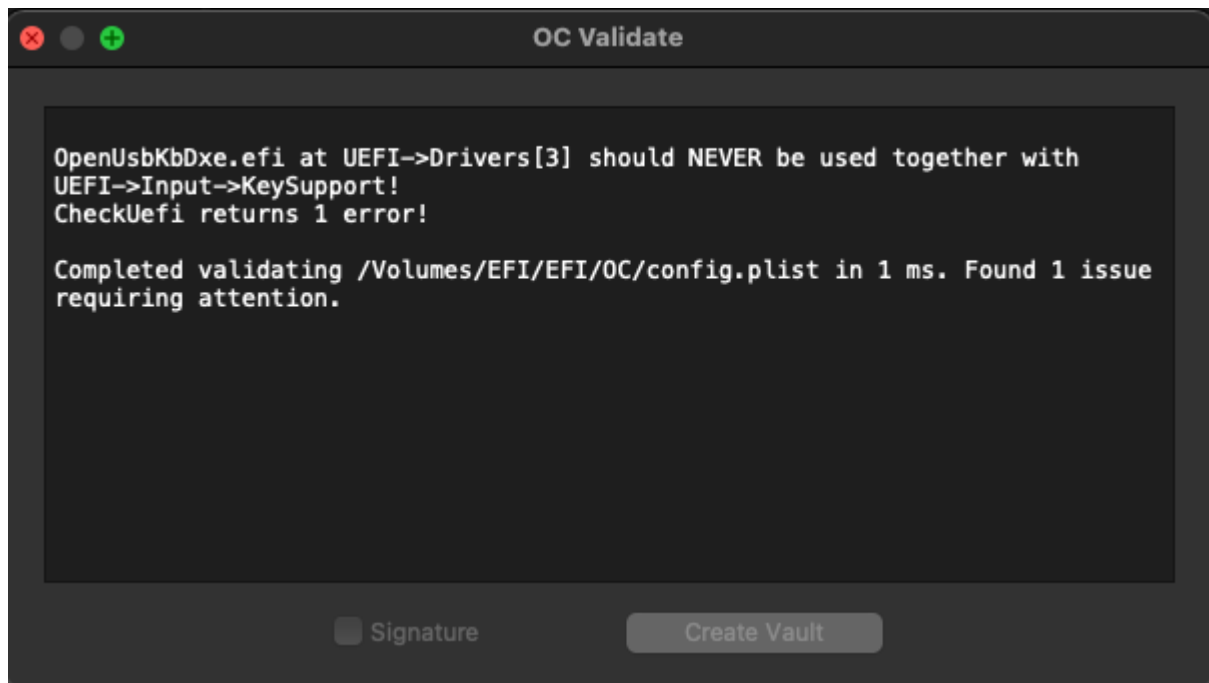 OC Validate
OpenUsbKbDxe.efi at UEFI->Drivers[3] should NEVER be used together with
UEFI->Input->KeySupport!
CheckUefi returns 1 error!
Completed validating /Volumes/EFI/EFI/OC/config.plist in 1 ms. Found 1 issue
requiring attention.
Signature
Create Vault